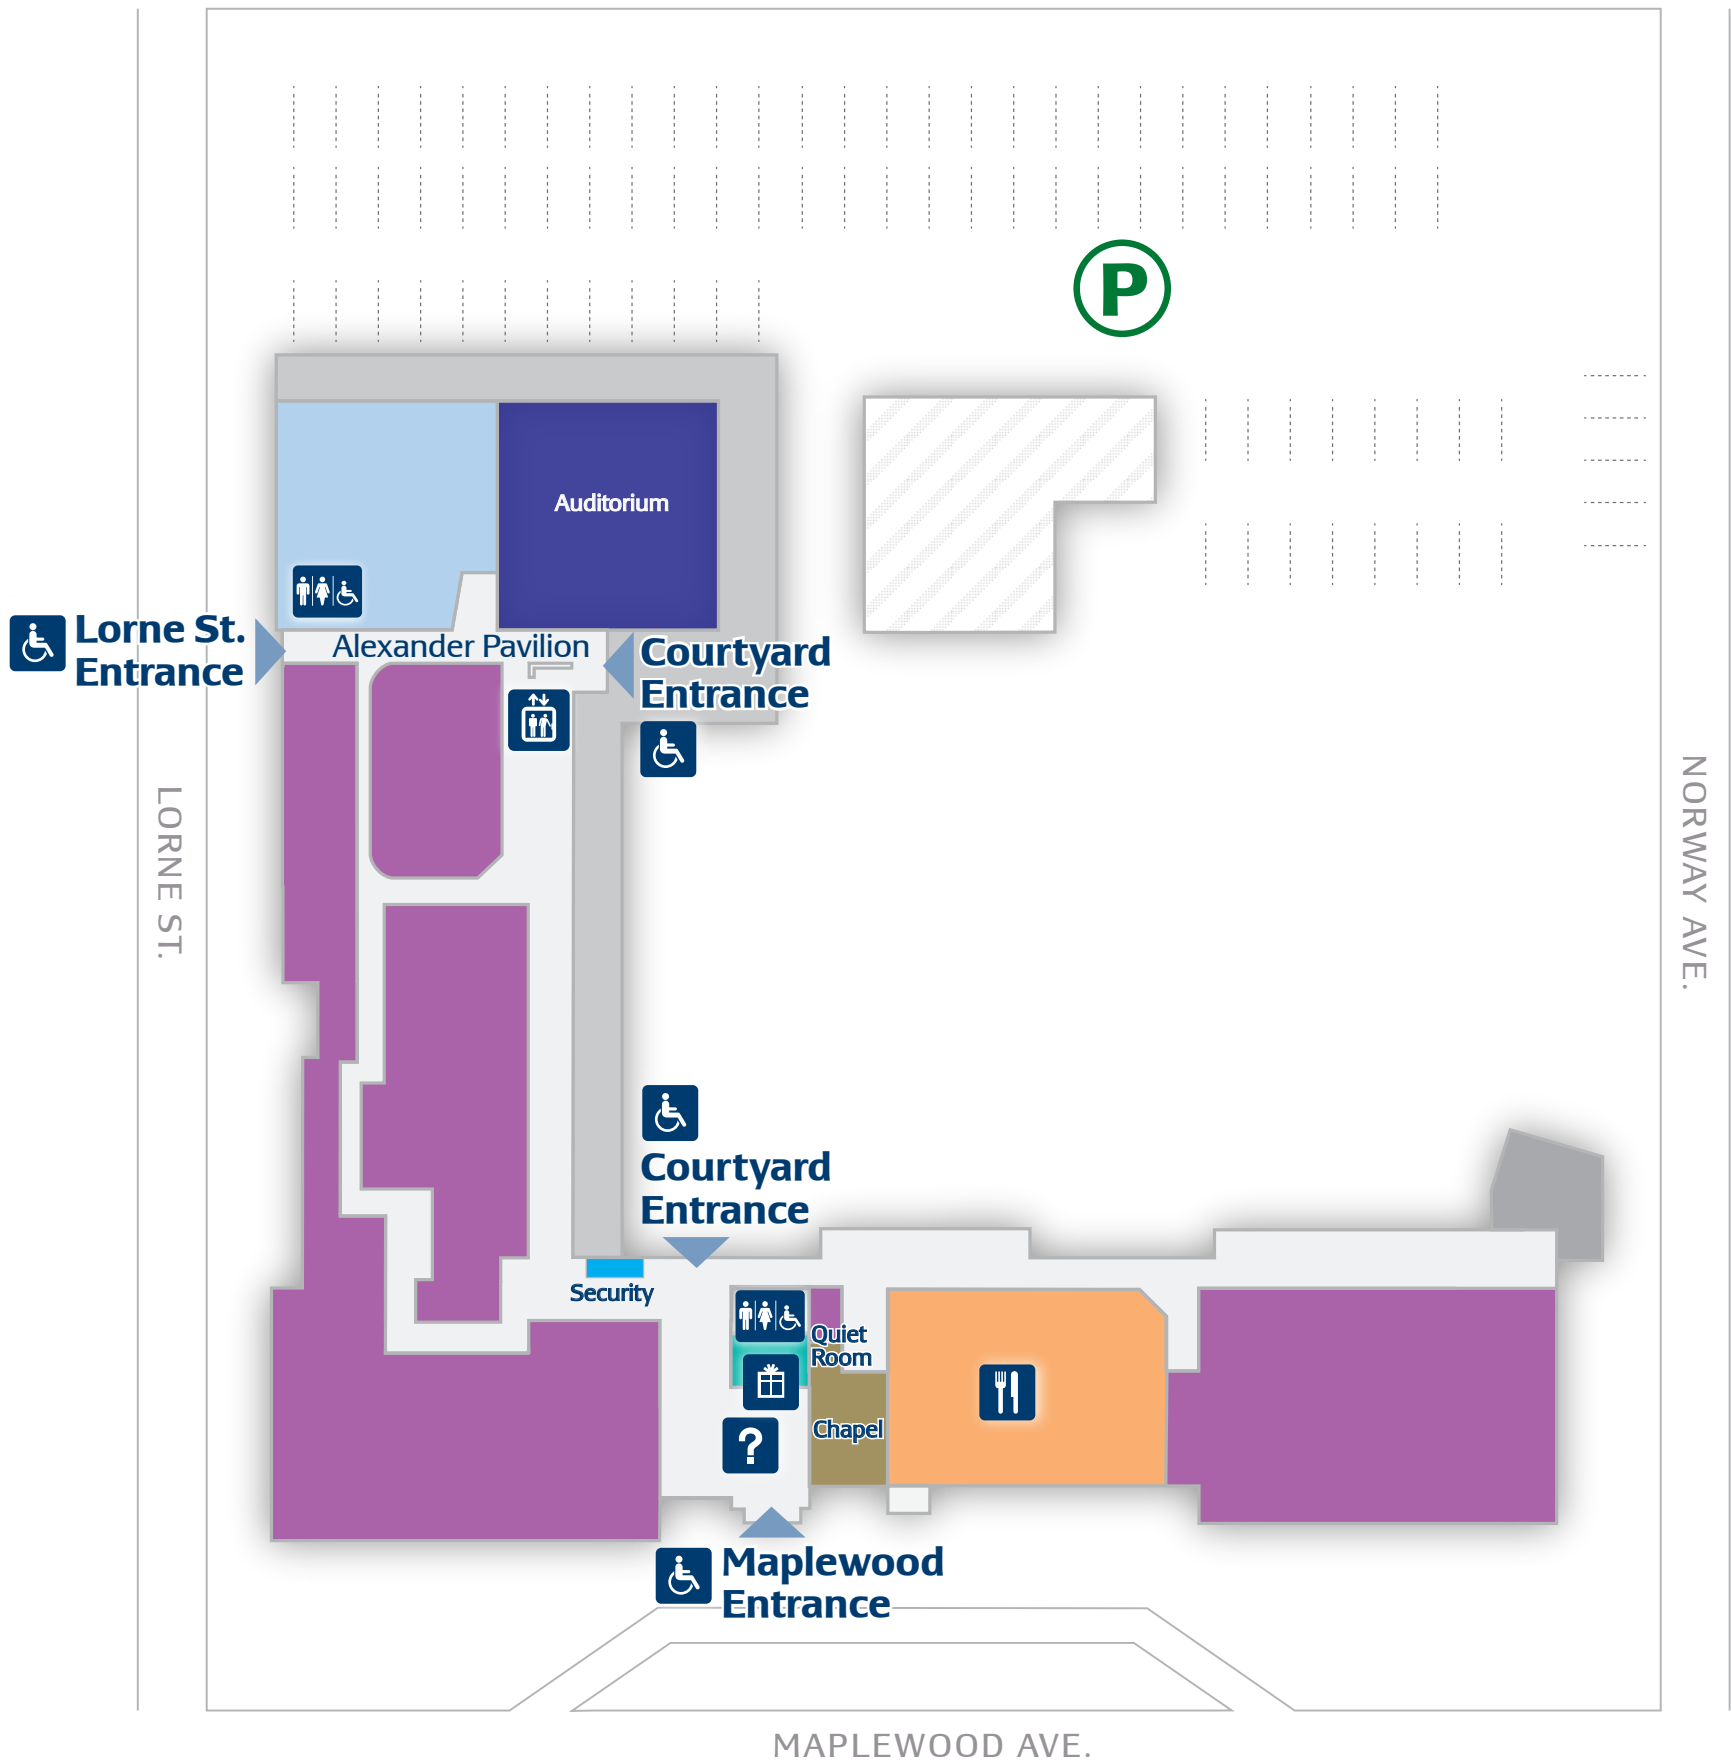 P
Auditorium
Lorne St.
Entrance
Alexander Pavilion
Courtyard
Entrance
LORNE ST.
NORWAY AVE.
Courtyard
Entrance
Security
Quiet
Room
Chapel
?
Maplewood
Entrance
MAPLEWOOD AVE.